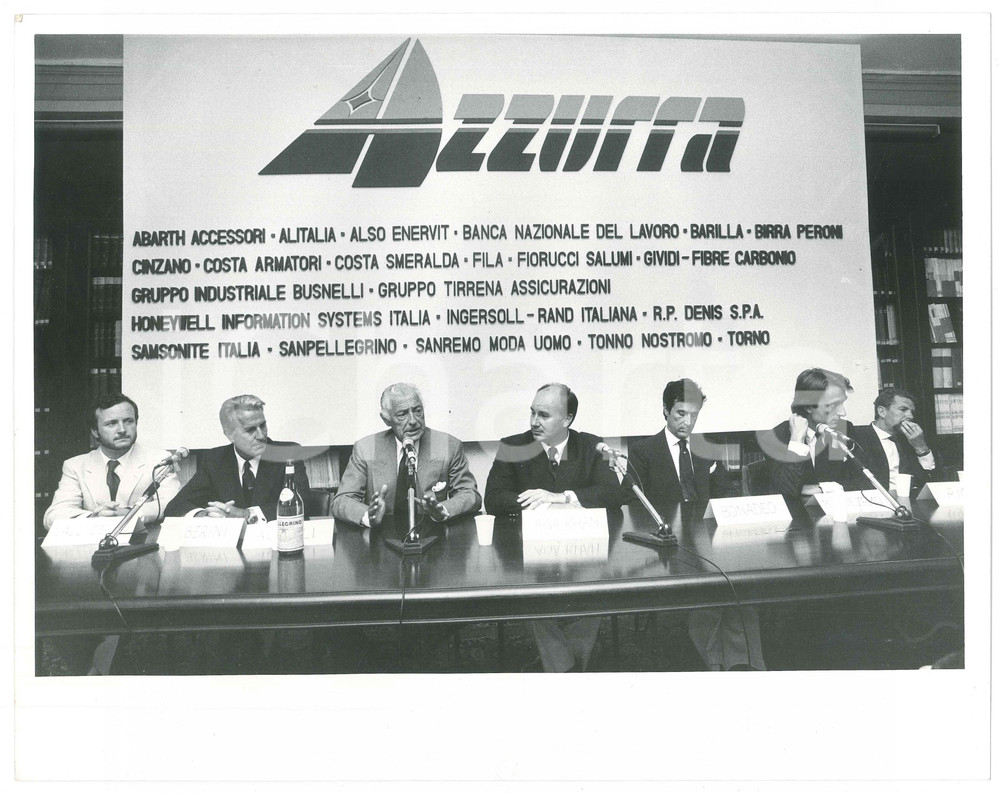 Azzurra
ABARTH ACCESSORI • ALITALIA • ALSO ENERVIT • BANCA NAZIONALE DEL LAVORO • BARILLA • BIRRA PERONI
CINZANO • COSTA ARMATORI • COSTA SMERALDA • FILA • FIORUCCI SALUMI • GIVIDI-FIBRE CARBONIO
GRUPPO INDUSTRIALE BUSNELLI • GRUPPO TIRRENA ASSICURAZIONI
HONEYWELL INFORMATION SYSTEMS ITALIA • INGERSOLL-RAND ITALIANA • R.P. DENIS S.P.A.
SAMSONITE ITALIA • SANPELLEGRINO • SANREMO MODA UOMO • TONNO NOSTROMO • TORNO
BONADEO